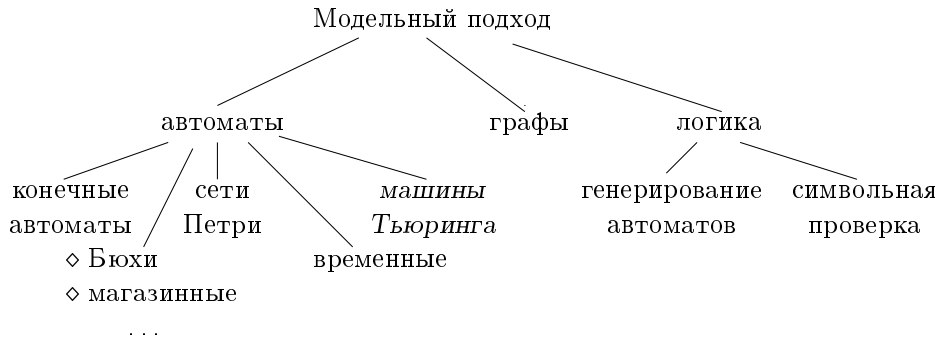 Модельный подход
автоматы графы логика
конечные сети машины генерирование символьная
автоматы Петри Тьюринга автоматов проверка
◇ Бюхи временные
◇ магазинные
...